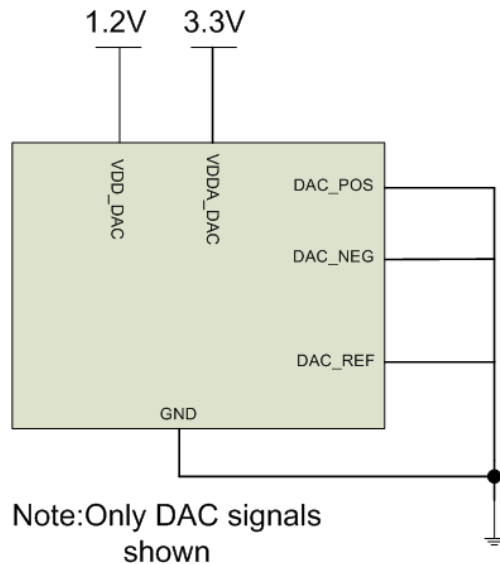 1.2V 3.3V
VDD_DAC
VDDA_DAC
DAC_POS
DAC_NEG
DAC_REF
GND
Note:Only DAC signals
shown